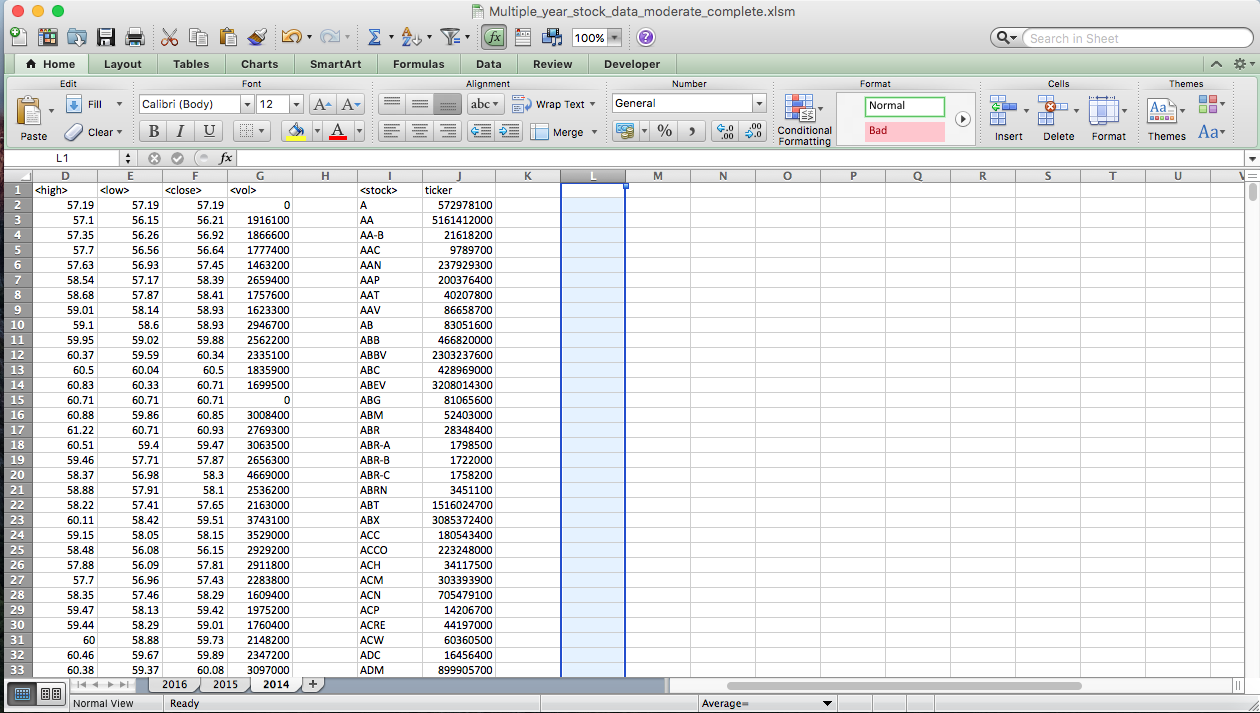 Multiple_year_stock_data_moderate_complete.xlsm
100% Search in Sheet
Home Layout Tables Charts SmartArt Formulas Data Review Developer
Edit Font Alignment Number Format Cells Themes
Fill Calibri (Body) 12 abc Wrap Text General Normal
Paste Clear B I U A Merge % Conditional Formatting Bad Insert Delete Format Themes Aa
L1 fx
D E F G H I J K L M N O P Q R S T U V
1 <high> <low> <close> <vol> <stock> ticker
2 57.19 57.19 57.19 0 A 572978100
3 57.1 56.15 56.21 1916100 AA 5161412000
4 57.35 56.26 56.92 1866600 AA-B 21618200
5 57.7 56.56 56.64 1777400 AAC 9789700
6 57.63 56.93 57.45 1463200 AAN 237929300
7 58.54 57.17 58.39 2659400 AAP 200376400
8 58.68 57.87 58.41 1757600 AAT 40207800
9 59.01 58.14 58.93 1623300 AAV 86658700
10 59.1 58.6 58.93 2946700 AB 83051600
11 59.95 59.02 59.88 2562200 ABB 466820000
12 60.37 59.59 60.34 2335100 ABBV 2303237600
13 60.5 60.04 60.5 1835900 ABC 428969000
14 60.83 60.33 60.71 1699500 ABEV 3208014300
15 60.71 60.71 60.71 0 ABG 81065600
16 60.88 59.86 60.85 3008400 ABM 52403000
17 61.22 60.71 60.93 2769300 ABR 28348400
18 60.51 59.4 59.47 3063500 ABR-A 1798500
19 59.46 57.71 57.87 2656300 ABR-B 1722000
20 58.37 56.98 58.3 4669000 ABR-C 1758200
21 58.88 57.91 58.1 2536200 ABRN 3451100
22 58.22 57.41 57.65 2163000 ABT 1516024700
23 60.11 58.42 59.51 3743100 ABX 3085372400
24 59.15 58.05 58.15 3529000 ACC 180543400
25 58.48 56.08 56.15 2929200 ACCO 223248000
26 57.88 56.09 57.81 2911800 ACH 34117500
27 57.7 56.96 57.43 2283800 ACM 303393900
28 58.35 57.46 58.29 1609400 ACN 705479100
29 59.47 58.13 59.42 1975200 ACP 14206700
30 59.44 58.29 59.01 1760400 ACRE 44197000
31 60 58.88 59.73 2148200 ACW 60360500
32 60.46 59.67 59.89 2347200 ADC 16456400
33 60.38 59.37 60.08 3097000 ADM 899905700
2016 2015 2014
Normal View Ready Average=